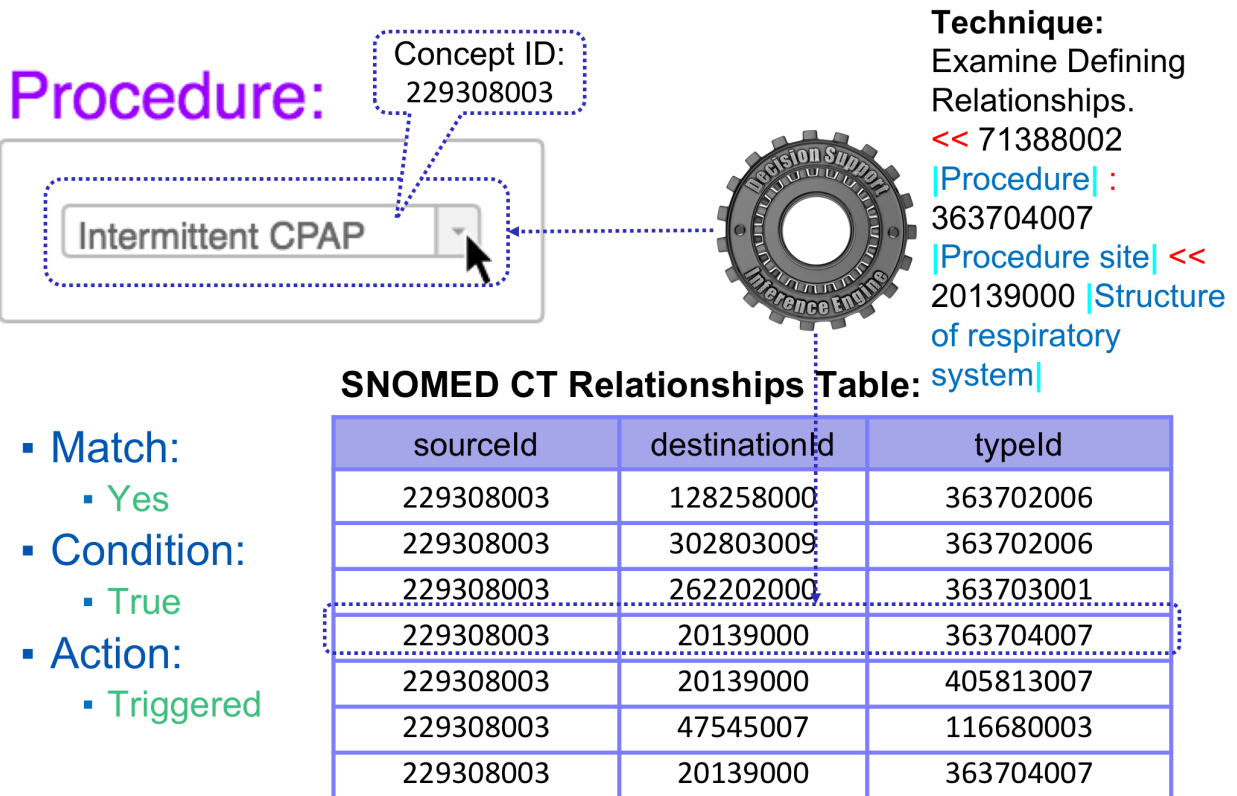 Procedure:
Concept ID:
229308003
Intermittent CPAP
Decision Support
Inference Engine
Technique:
Examine Defining
Relationships.
<< 71388002
|Procedure| :
363704007
|Procedure site| <<
20139000 |Structure
of respiratory
system|
▪ Match:
▪ Yes
▪ Condition:
▪ True
▪ Action:
▪ Triggered
SNOMED CT Relationships Table:
sourceId destinationId typeId
229308003 128258000 363702006
229308003 302803009 363702006
229308003 262202000 363703001
229308003 20139000 363704007
229308003 20139000 405813007
229308003 47545007 116680003
229308003 20139000 363704007